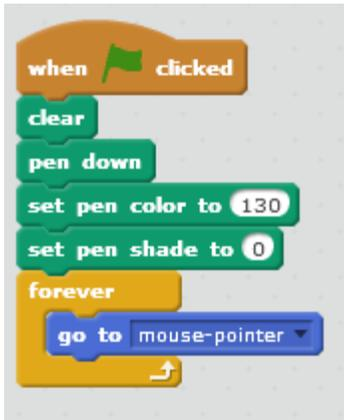 when clicked
clear
pen down
set pen color to 130
set pen shade to 0
forever
go to mouse-pointer